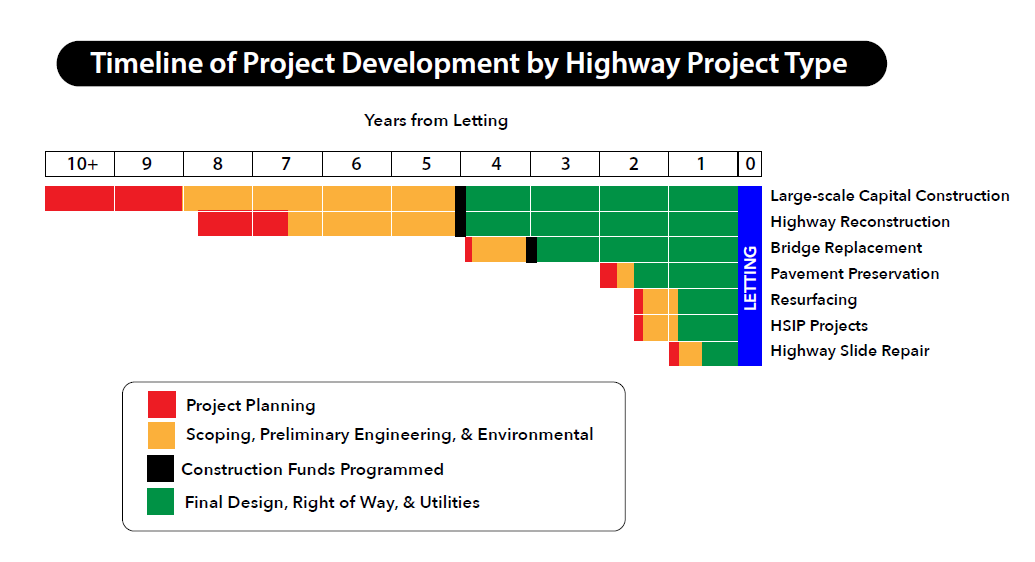 Timeline of Project Development by Highway Project Type
Years from Letting
10+ 9 8 7 6 5 4 3 2 1 0
Large-scale Capital Construction
Highway Reconstruction
Bridge Replacement
Pavement Preservation
Resurfacing
HSIP Projects
Highway Slide Repair
LETTING
Project Planning
Scoping, Preliminary Engineering, & Environmental
Construction Funds Programmed
Final Design, Right of Way, & Utilities